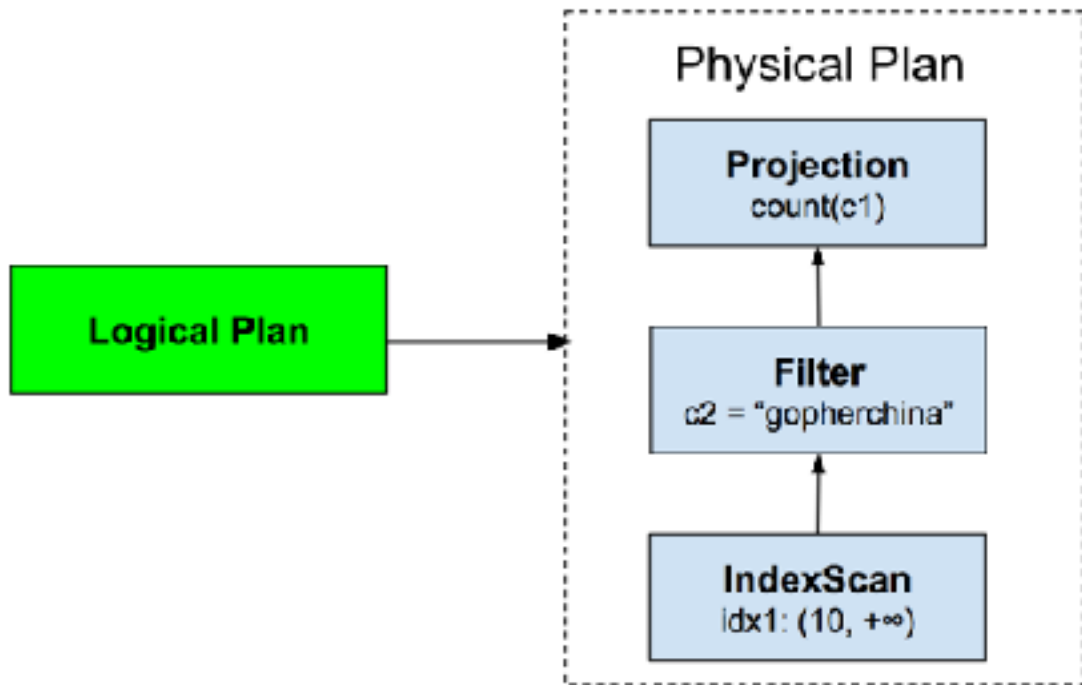 Physical Plan
Projection
count(c1)
Logical Plan
Filter
c2 = “gopherchina”
IndexScan
idx1: (10, +∞)